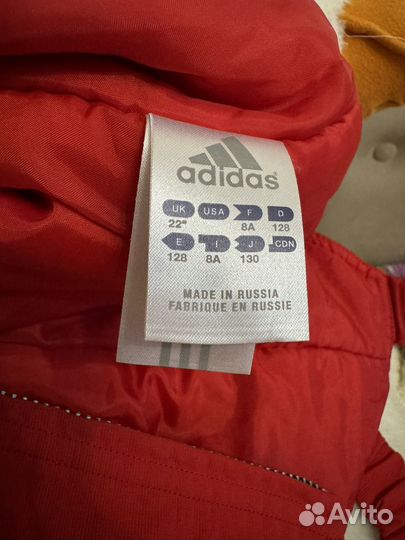 adidas
UK USA F D
22" 8A 128
E I J CDN
128 8A 130
MADE IN RUSSIA
FABRIQUE EN RUSSIE
Avito